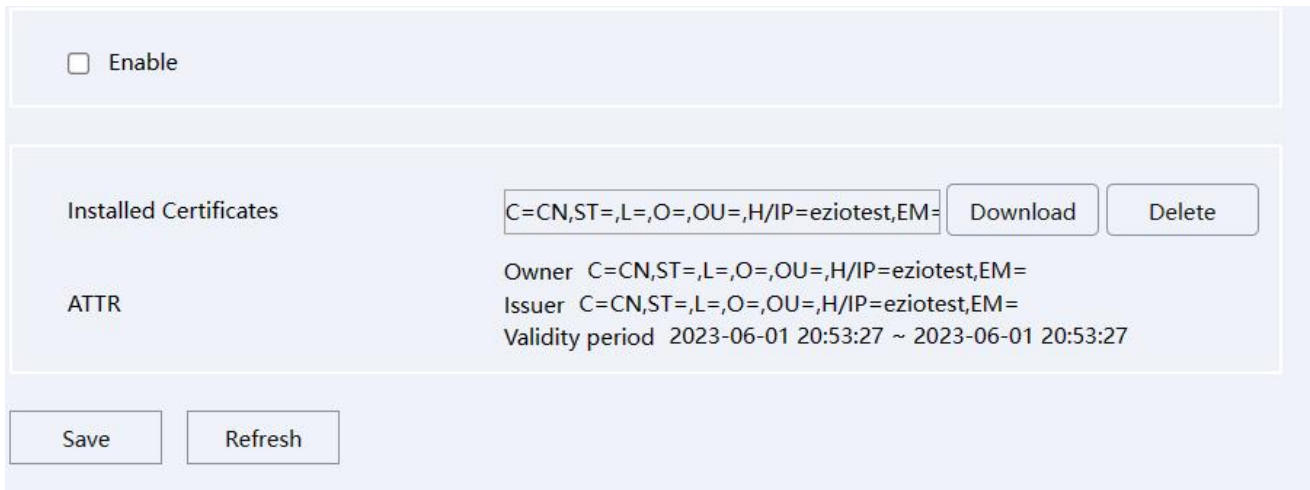 Enable
Installed Certificates C=CN,ST=,L=,O=,OU=,H/IP=eziotest,EM= Download Delete
Owner C=CN,ST=,L=,O=,OU=,H/IP=eziotest,EM=
ATTR
Issuer C=CN,ST=,L=,O=,OU=,H/IP=eziotest,EM=
Validity period 2023-06-01 20:53:27 ~ 2023-06-01 20:53:27
Save Refresh